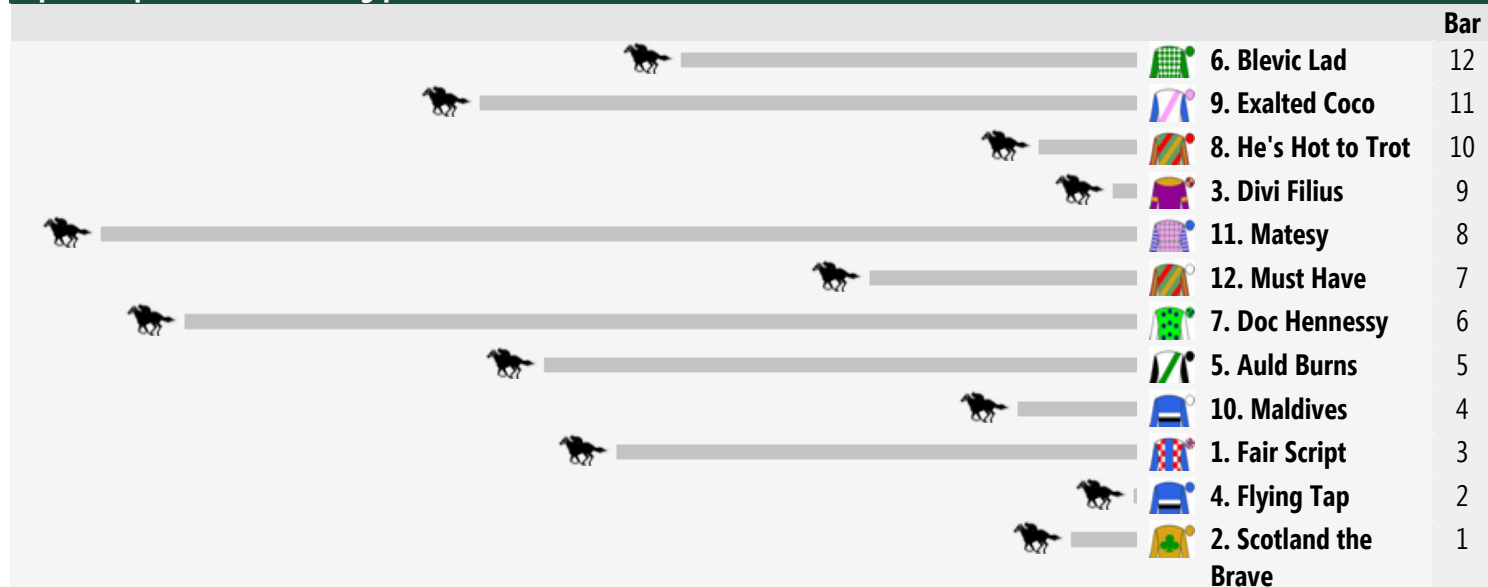 Bar
6. Blevic Lad 12
9. Exalted Coco 11
8. He's Hot to Trot 10
3. Divi Filius 9
11. Matesy 8
12. Must Have 7
7. Doc Hennessy 6
5. Auld Burns 5
10. Maldives 4
1. Fair Script 3
4. Flying Tap 2
2. Scotland the 1
Brave